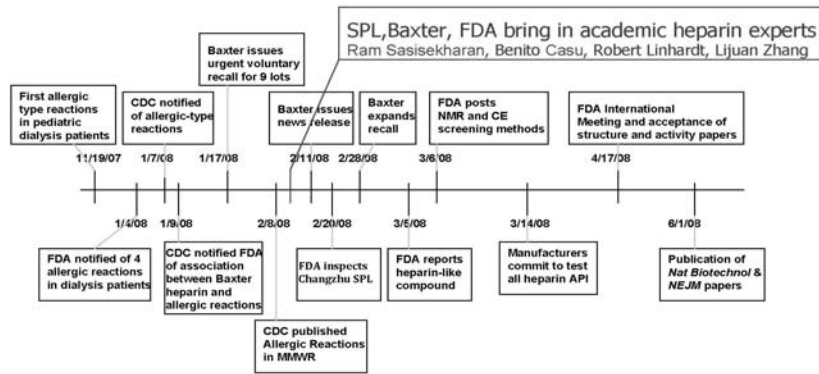 SPL,Baxter, FDA bring in academic heparin experts
Ram Sasisekharan, Benito Casu, Robert Linhardt, Lijuan Zhang
Baxter issues
urgent voluntary
recall for 9 lots
First allergic
type reactions
in pediatric
dialysis patients
CDC notified
of allergic-type
reactions
Baxter issues
news release
Baxter
expands
recall
FDA posts
NMR and CE
screening methods
FDA International
Meeting and acceptance of
structure and activity papers
11/19/07
1/7/08
1/17/08
2/11/08
2/28/08
3/6/08
4/17/08
1/4/08
1/9/08
2/8/08
2/20/08
3/5/08
3/14/08
6/1/08
FDA notified of 4
allergic reactions
in dialysis patients
CDC notified FDA
of association
between Baxter
heparin and
allergic reactions
FDA inspects
Changzhu SPL
FDA reports
heparin-like
compound
Manufacturers
commit to test
all heparin API
Publication of
Nat Biotechnol &
NEJM papers
CDC published
Allergic Reactions
in MMWR